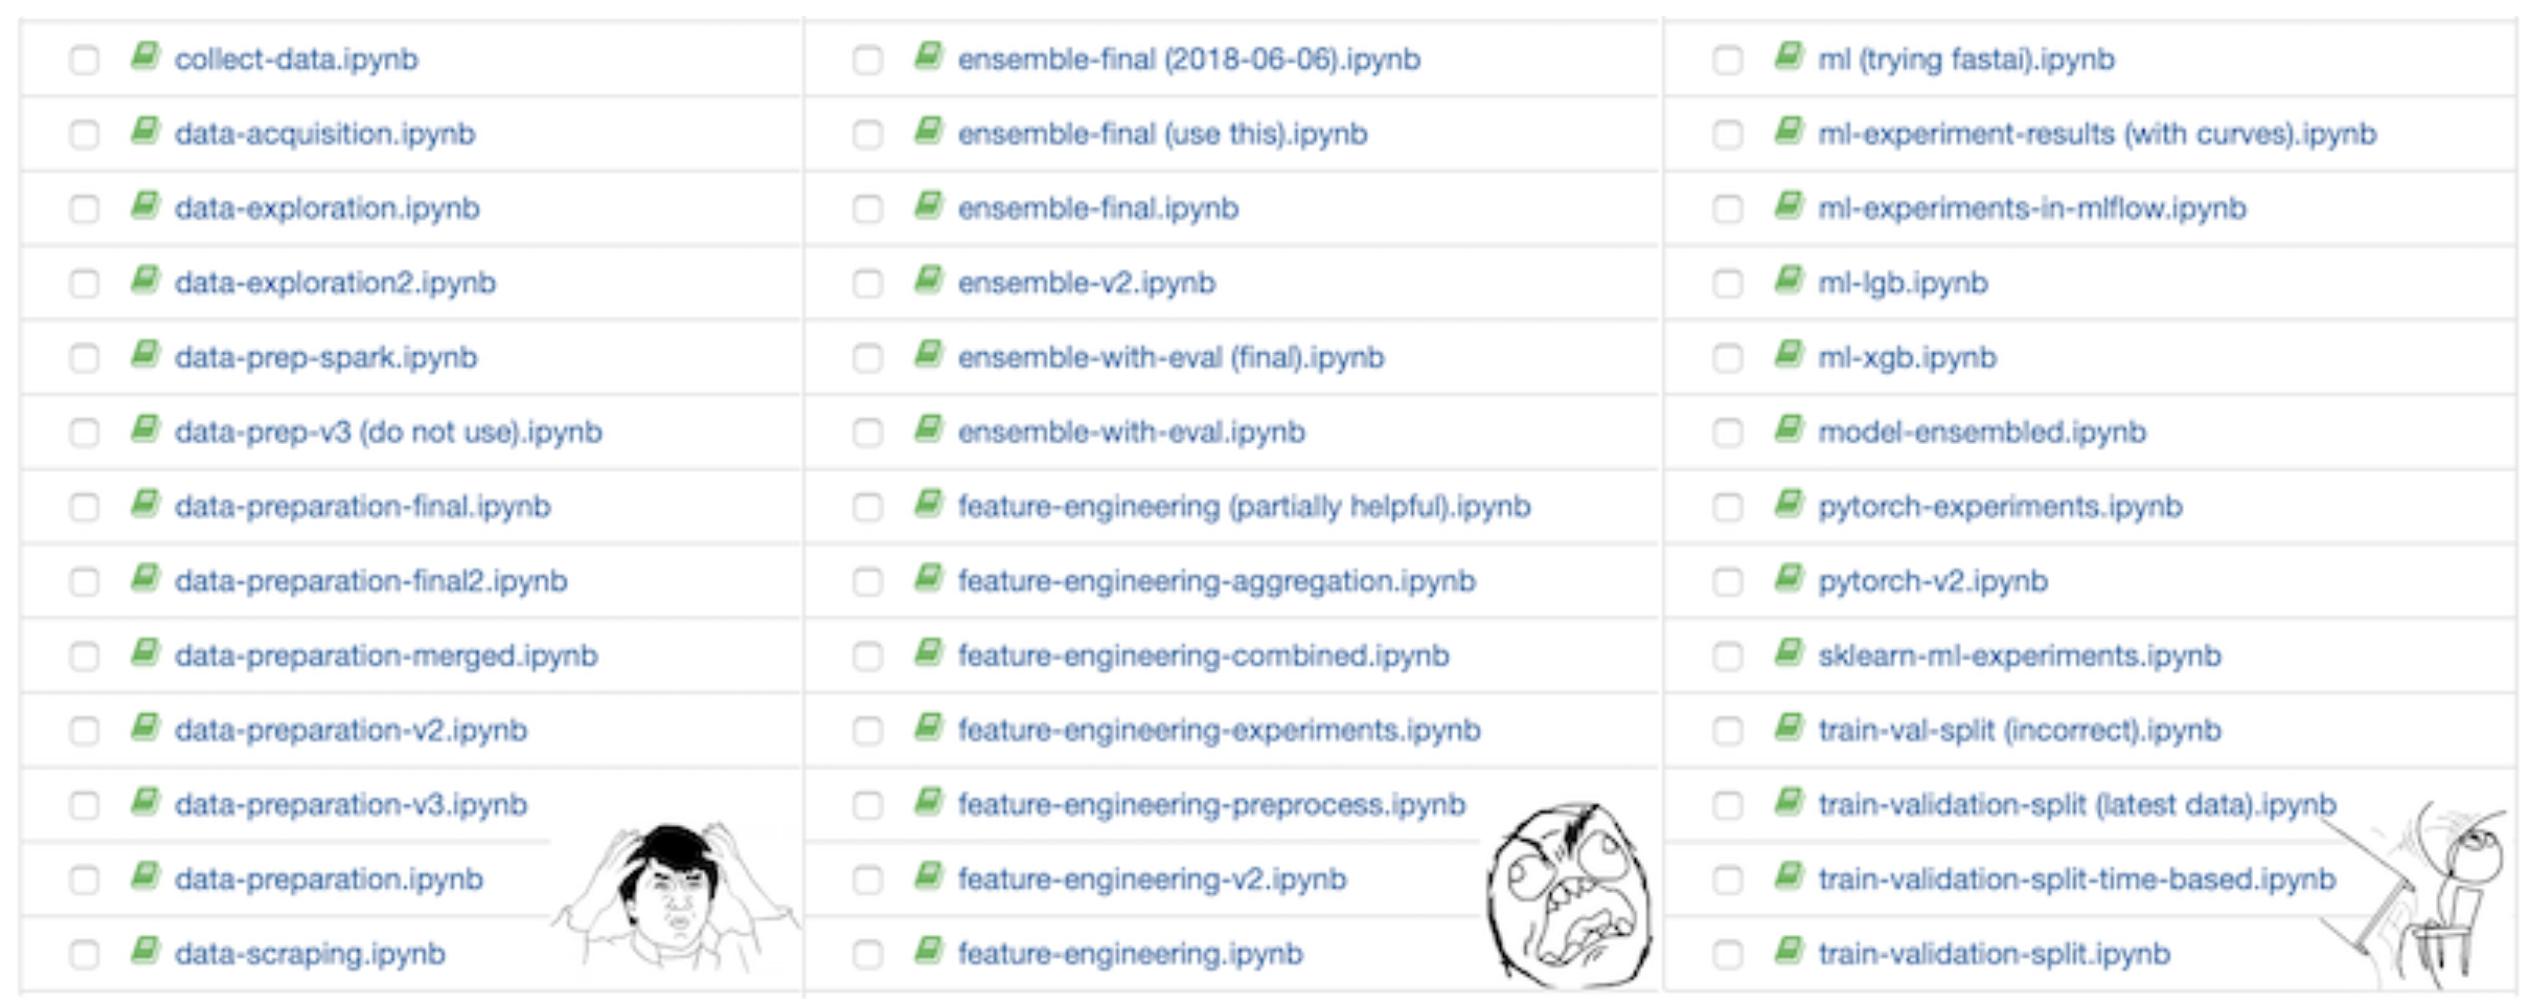 collect-data.ipynb
data-acquisition.ipynb
data-exploration.ipynb
data-exploration2.ipynb
data-prep-spark.ipynb
data-prep-v3 (do not use).ipynb
data-preparation-final.ipynb
data-preparation-final2.ipynb
data-preparation-merged.ipynb
data-preparation-v2.ipynb
data-preparation-v3.ipynb
data-preparation.ipynb
data-scraping.ipynb
ensemble-final (2018-06-06).ipynb
ensemble-final (use this).ipynb
ensemble-final.ipynb
ensemble-v2.ipynb
ensemble-with-eval (final).ipynb
ensemble-with-eval.ipynb
feature-engineering (partially helpful).ipynb
feature-engineering-aggregation.ipynb
feature-engineering-combined.ipynb
feature-engineering-experiments.ipynb
feature-engineering-preprocess.ipynb
feature-engineering-v2.ipynb
feature-engineering.ipynb
ml (trying fastai).ipynb
ml-experiment-results (with curves).ipynb
ml-experiments-in-mlflow.ipynb
ml-lgb.ipynb
ml-xgb.ipynb
model-ensembled.ipynb
pytorch-experiments.ipynb
pytorch-v2.ipynb
sklearn-ml-experiments.ipynb
train-val-split (incorrect).ipynb
train-validation-split (latest data).ipynb
train-validation-split-time-based.ipynb
train-validation-split.ipynb